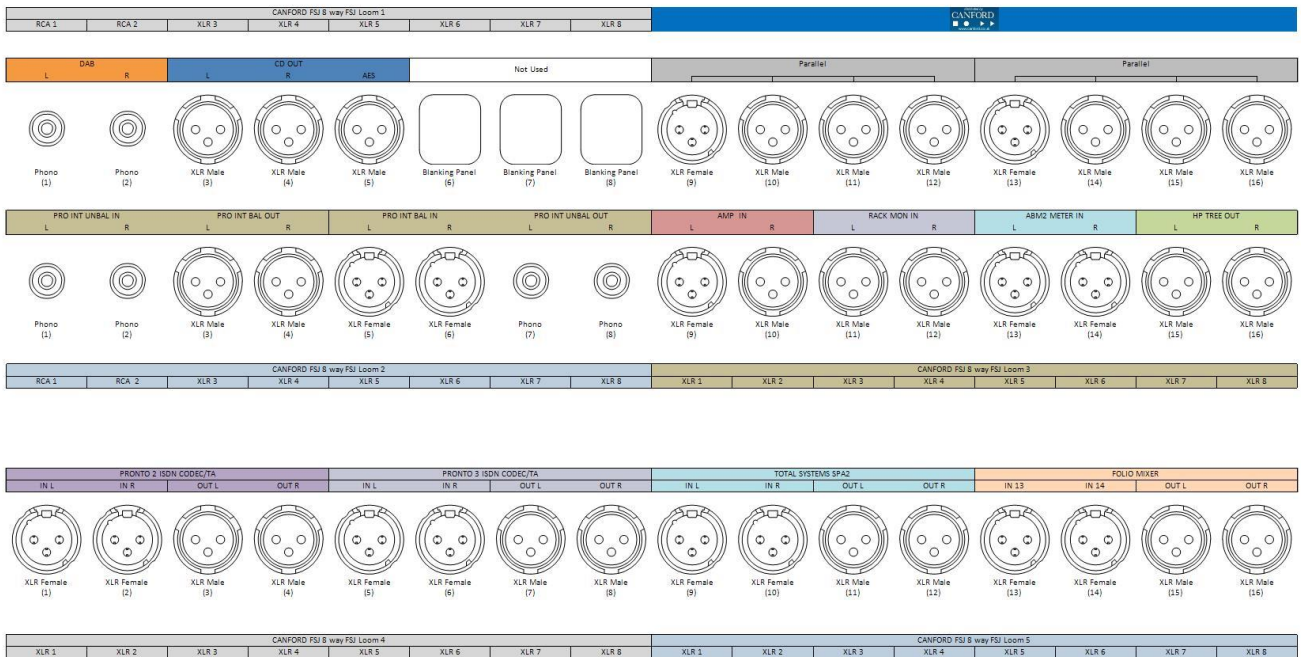 CANFORD FSJ 8 way FSJ Loom 1
RCA 1 RCA 2 XLR 3 XLR 4 XLR 5 XLR 6 XLR 7 XLR 8
CANFORD
DAB CD OUT Not Used Parallel Parallel
L R L R AES
Phono Phono XLR Male XLR Male XLR Male Blanking Panel Blanking Panel Blanking Panel XLR Female XLR Male XLR Male XLR Male XLR Female XLR Male XLR Male XLR Male
(1) (2) (3) (4) (5) (6) (7) (8) (9) (10) (11) (12) (13) (14) (15) (16)
PRO INT UNBAL IN PRO INT BAL OUT PRO INT BAL IN PRO INT UNBAL OUT AMP IN RACK MON IN ABM2 METER IN HP TREE OUT
L R L R L R L R L R L R L R L R
Phono Phono XLR Male XLR Male XLR Female XLR Female Phono Phono XLR Female XLR Male XLR Male XLR Male XLR Female XLR Female XLR Male XLR Male
(1) (2) (3) (4) (5) (6) (7) (8) (9) (10) (11) (12) (13) (14) (15) (16)
CANFORD FSJ 8 way FSJ Loom 2 CANFORD FSJ 8 way FSJ Loom 3
RCA 1 RCA 2 XLR 3 XLR 4 XLR 5 XLR 6 XLR 7 XLR 8 XLR 1 XLR 2 XLR 3 XLR 4 XLR 5 XLR 6 XLR 7 XLR 8
PRONTO 2 ISDN CODEC/TA PRONTO 3 ISDN CODEC/TA TOTAL SYSTEMS SPA2 FOLIO MIXER
IN L IN R OUT L OUT R IN L IN R OUT L OUT R IN L IN R OUT L OUT R IN 13 IN 14 OUT L OUT R
XLR Female XLR Female XLR Male XLR Male XLR Female XLR Female XLR Male XLR Male XLR Female XLR Female XLR Male XLR Male XLR Female XLR Female XLR Male XLR Male
(1) (2) (3) (4) (5) (6) (7) (8) (9) (10) (11) (12) (13) (14) (15) (16)
CANFORD FSJ 8 way FSJ Loom 4 CANFORD FSJ 8 way FSJ Loom 5
XLR 1 XLR 2 XLR 3 XLR 4 XLR 5 XLR 6 XLR 7 XLR 8 XLR 1 XLR 2 XLR 3 XLR 4 XLR 5 XLR 6 XLR 7 XLR 8